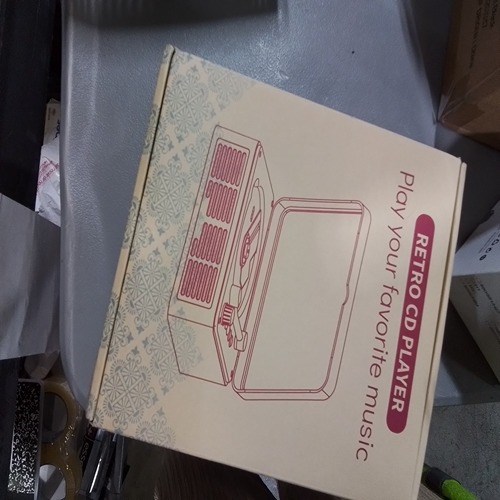 RETRO CD PLAYER
Play your favorite music